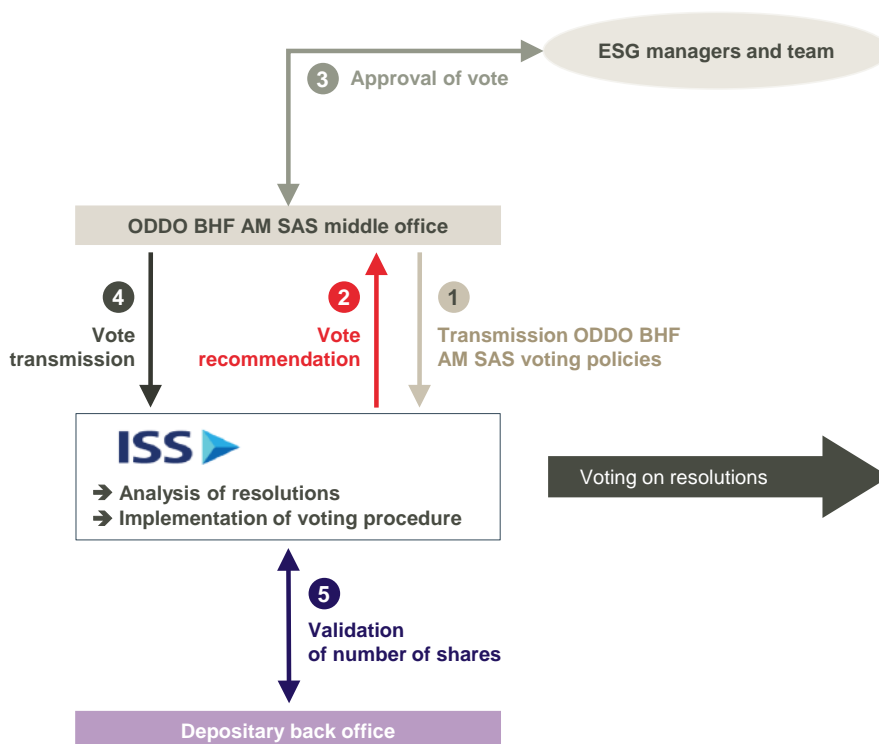 ESG managers and team
3 Approval of vote
ODDO BHF AM SAS middle office
4
Vote
transmission
2
Vote
recommendation
1
Transmission ODDO BHF
AM SAS voting policies
ISS
➔ Analysis of resolutions
➔ Implementation of voting procedure
Voting on resolutions
5
Validation
of number of shares
Depositary back office